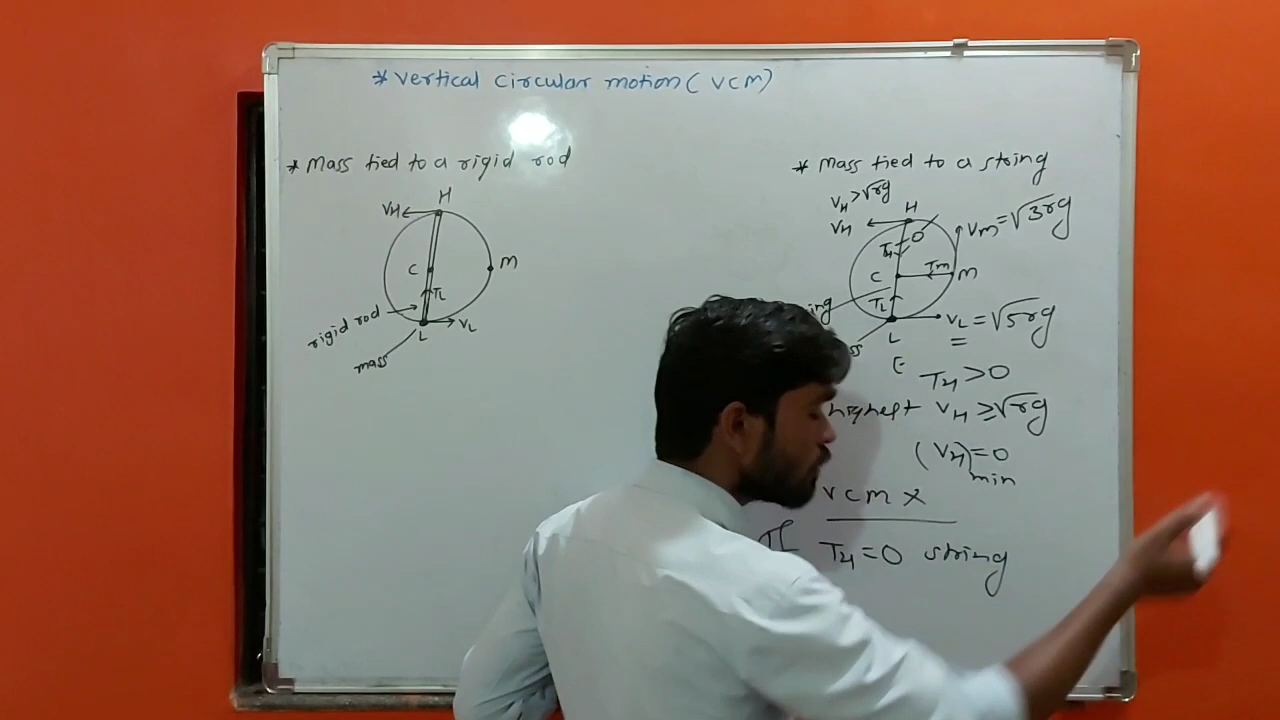 * Vertical Circular motion ( VCM )
* Mass tied to a rigid rod
H
VH
C
M
TL
rigid rod
L
VL
mass
* Mass tied to a string
VH > √rg
H
VH
TH
O
Vm = √3rg
C
Tm
M
TL
VL = √5rg
L
TH > 0
highest VH ≥ √rg
(VH)min = 0
VCM ×
If TH = 0 string